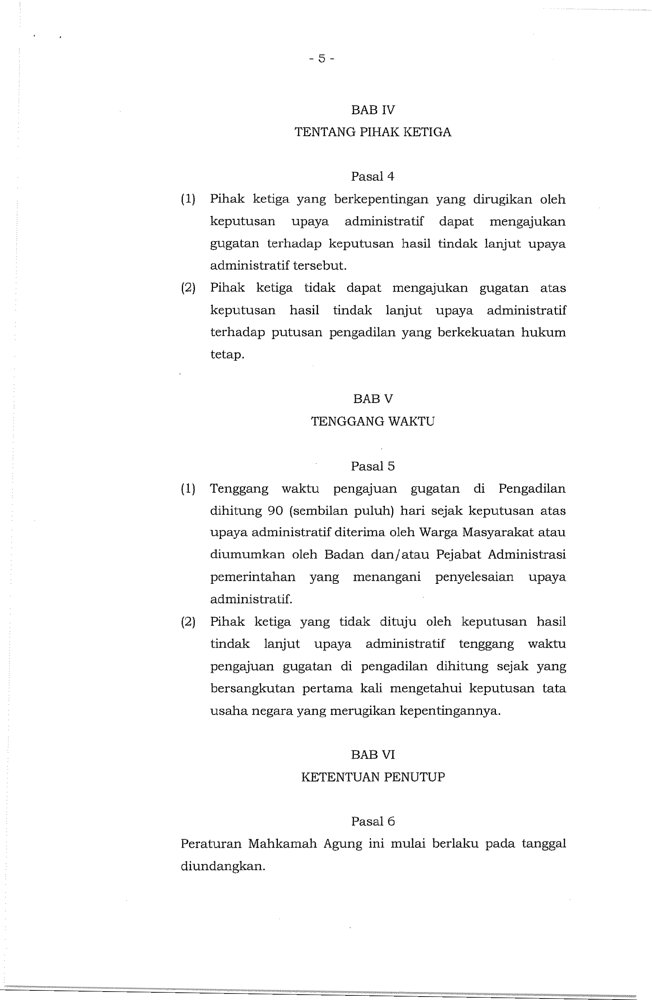 - 5 -
BAB IV
TENTANG PIHAK KETIGA
Pasal 4
(1) Pihak ketiga yang berkepentingan yang dirugikan oleh
keputusan upaya administratif dapat mengajukan
gugatan terhadap keputusan hasil tindak lanjut upaya
administratif tersebut.
(2) Pihak ketiga tidak dapat mengajukan gugatan atas
keputusan hasil tindak lanjut upaya administratif
terhadap putusan pengadilan yang berkekuatan hukum
tetap.
BAB V
TENGGANG WAKTU
Pasal 5
(1) Tenggang waktu pengajuan gugatan di Pengadilan
dihitung 90 (sembilan puluh) hari sejak keputusan atas
upaya administratif diterima oleh Warga Masyarakat atau
diumumkan oleh Badan dan/atau Pejabat Administrasi
pemerintahan yang menangani penyelesaian upaya
administratif.
(2) Pihak ketiga yang tidak dituju oleh keputusan hasil
tindak lanjut upaya administratif tenggang waktu
pengajuan gugatan di pengadilan dihitung sejak yang
bersangkutan pertama kali mengetahui keputusan tata
usaha negara yang merugikan kepentingannya.
BAB VI
KETENTUAN PENUTUP
Pasal 6
Peraturan Mahkamah Agung ini mulai berlaku pada tanggal
diundangkan.